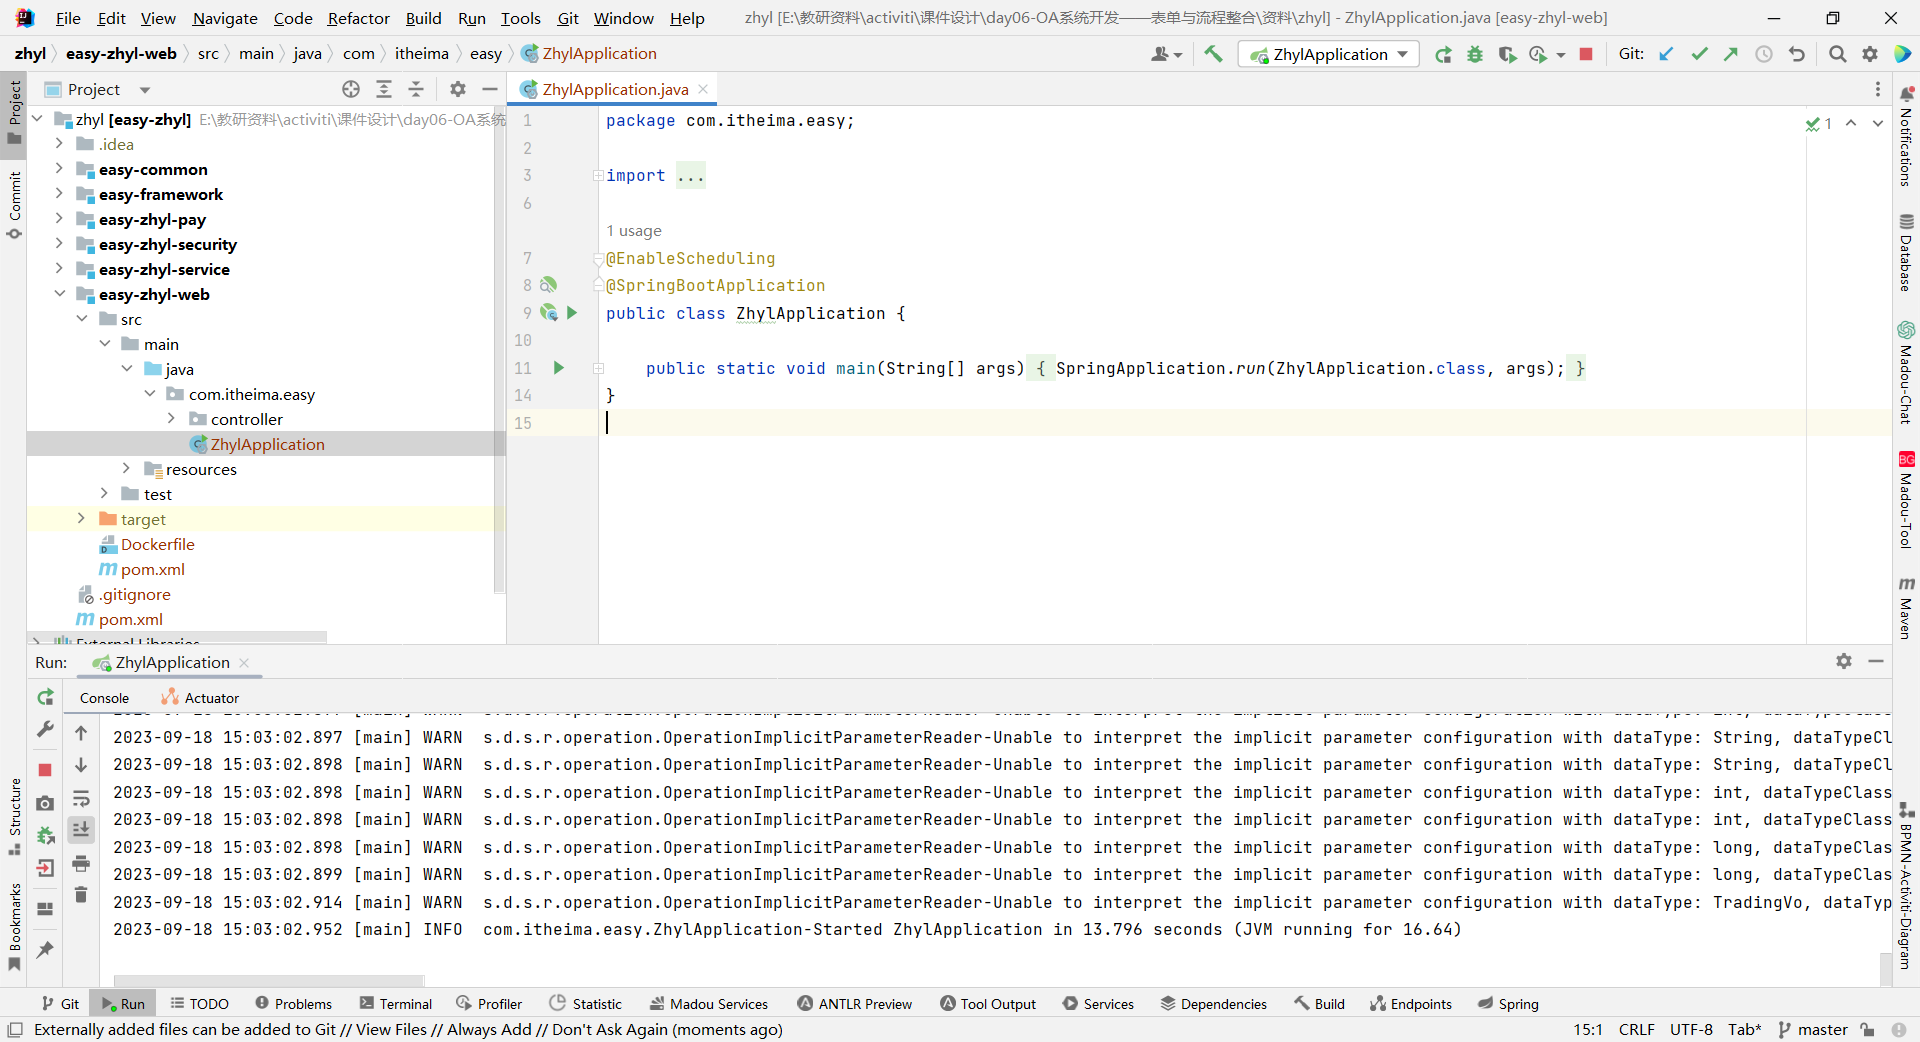 File Edit View Navigate Code Refactor Build Run Tools Git Window Help zhyl [E:\教研资料\activiti\课件设计\day06-OA系统开发——表单与流程整合\资料\zhyl] - ZhylApplication.java [easy-zhyl-web]
zhyl easy-zhyl-web src main java com itheima easy ZhylApplication ZhylApplication Git:
Project
ZhylApplication.java
zhyl [easy-zhyl] E:\教研资料\activiti\课件设计\day06-OA系统
.idea
easy-common
easy-framework
easy-zhyl-pay
easy-zhyl-security
easy-zhyl-service
easy-zhyl-web
src
main
java
com.itheima.easy
controller
ZhylApplication
resources
test
target
Dockerfile
pom.xml
.gitignore
pom.xml
External Libraries
1 package com.itheima.easy;
2
3 import ...
6
1 usage
7 @EnableScheduling
8 @SpringBootApplication
9 public class ZhylApplication {
10
11 public static void main(String[] args) { SpringApplication.run(ZhylApplication.class, args); }
14 }
15
1
Project
Commit
Structure
Bookmarks
Notifications
Database
Madou-Chat
BG
Madou-Tool
m
Maven
BPMN-Activiti-Diagram
Run: ZhylApplication
Console Actuator
2023-09-18 15:03:02.897 [main] WARN s.d.s.r.operation.OperationImplicitParameterReader-Unable to interpret the implicit parameter configuration with dataType: String, dataTypeCl
2023-09-18 15:03:02.898 [main] WARN s.d.s.r.operation.OperationImplicitParameterReader-Unable to interpret the implicit parameter configuration with dataType: String, dataTypeCl
2023-09-18 15:03:02.898 [main] WARN s.d.s.r.operation.OperationImplicitParameterReader-Unable to interpret the implicit parameter configuration with dataType: int, dataTypeClass
2023-09-18 15:03:02.898 [main] WARN s.d.s.r.operation.OperationImplicitParameterReader-Unable to interpret the implicit parameter configuration with dataType: int, dataTypeClass
2023-09-18 15:03:02.898 [main] WARN s.d.s.r.operation.OperationImplicitParameterReader-Unable to interpret the implicit parameter configuration with dataType: long, dataTypeClas
2023-09-18 15:03:02.899 [main] WARN s.d.s.r.operation.OperationImplicitParameterReader-Unable to interpret the implicit parameter configuration with dataType: long, dataTypeClas
2023-09-18 15:03:02.914 [main] WARN s.d.s.r.operation.OperationImplicitParameterReader-Unable to interpret the implicit parameter configuration with dataType: TradingVo, dataTyp
2023-09-18 15:03:02.952 [main] INFO com.itheima.easy.ZhylApplication-Started ZhylApplication in 13.796 seconds (JVM running for 16.64)
Git Run TODO Problems Terminal Profiler Statistic Madou Services ANTLR Preview Tool Output Services Dependencies Build Endpoints Spring
Externally added files can be added to Git // View Files // Always Add // Don't Ask Again (moments ago) 15:1 CRLF UTF-8 Tab* master